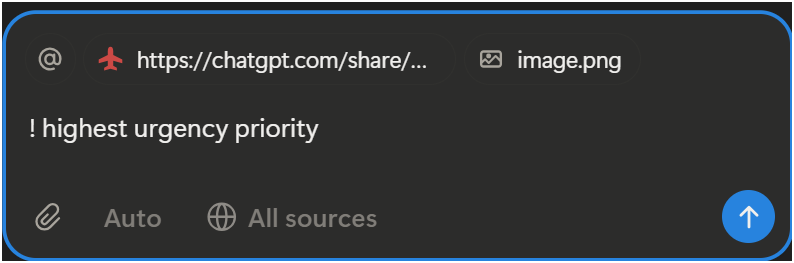 @ https://chatgpt.com/share/... image.png
! highest urgency priority
Auto All sources